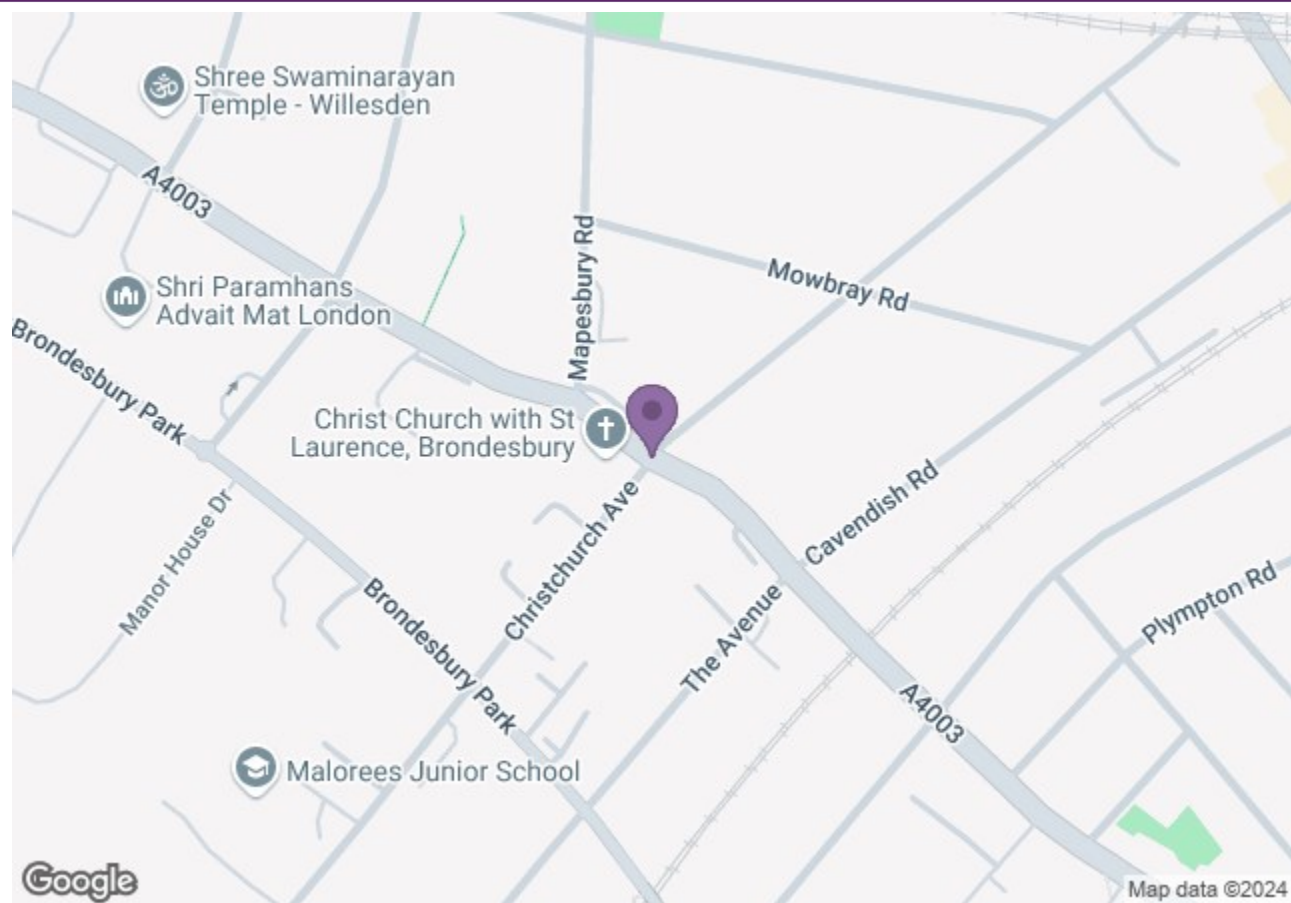 Shree Swaminarayan
Temple - Willesden
A4003
Mapesbury Rd
Mowbray Rd
Shri Paramhans
Advait Mat London
Brondesbury Park
Christ Church with St
Laurence, Brondesbury
Manor House Dr
Christchurch Ave
Cavendish Rd
Brondesbury Park
The Avenue
Plympton Rd
A4003
Malorees Junior School
Google
Map data ©2024